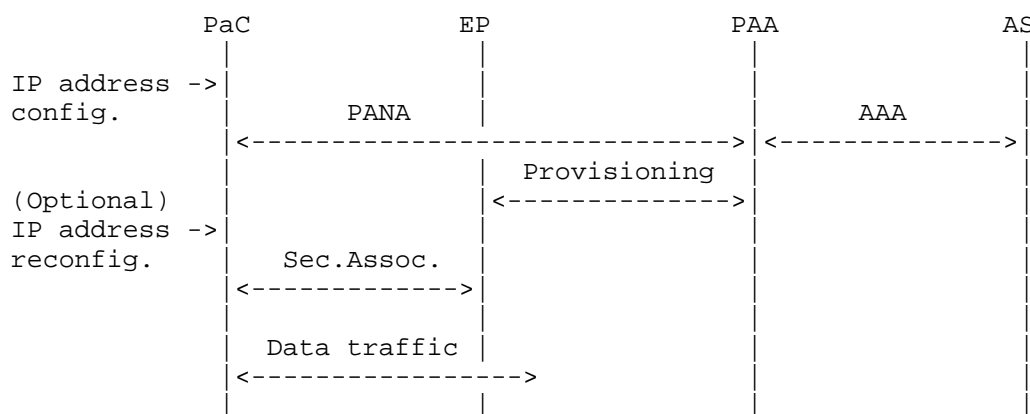 PaC EP PAA AS
IP address ->
config. PANA AAA
<------------------------------->|<-------------->
Provisioning
(Optional) <-------------->
IP address ->
reconfig. Sec.Assoc.
<------------->
Data traffic
<----------------->